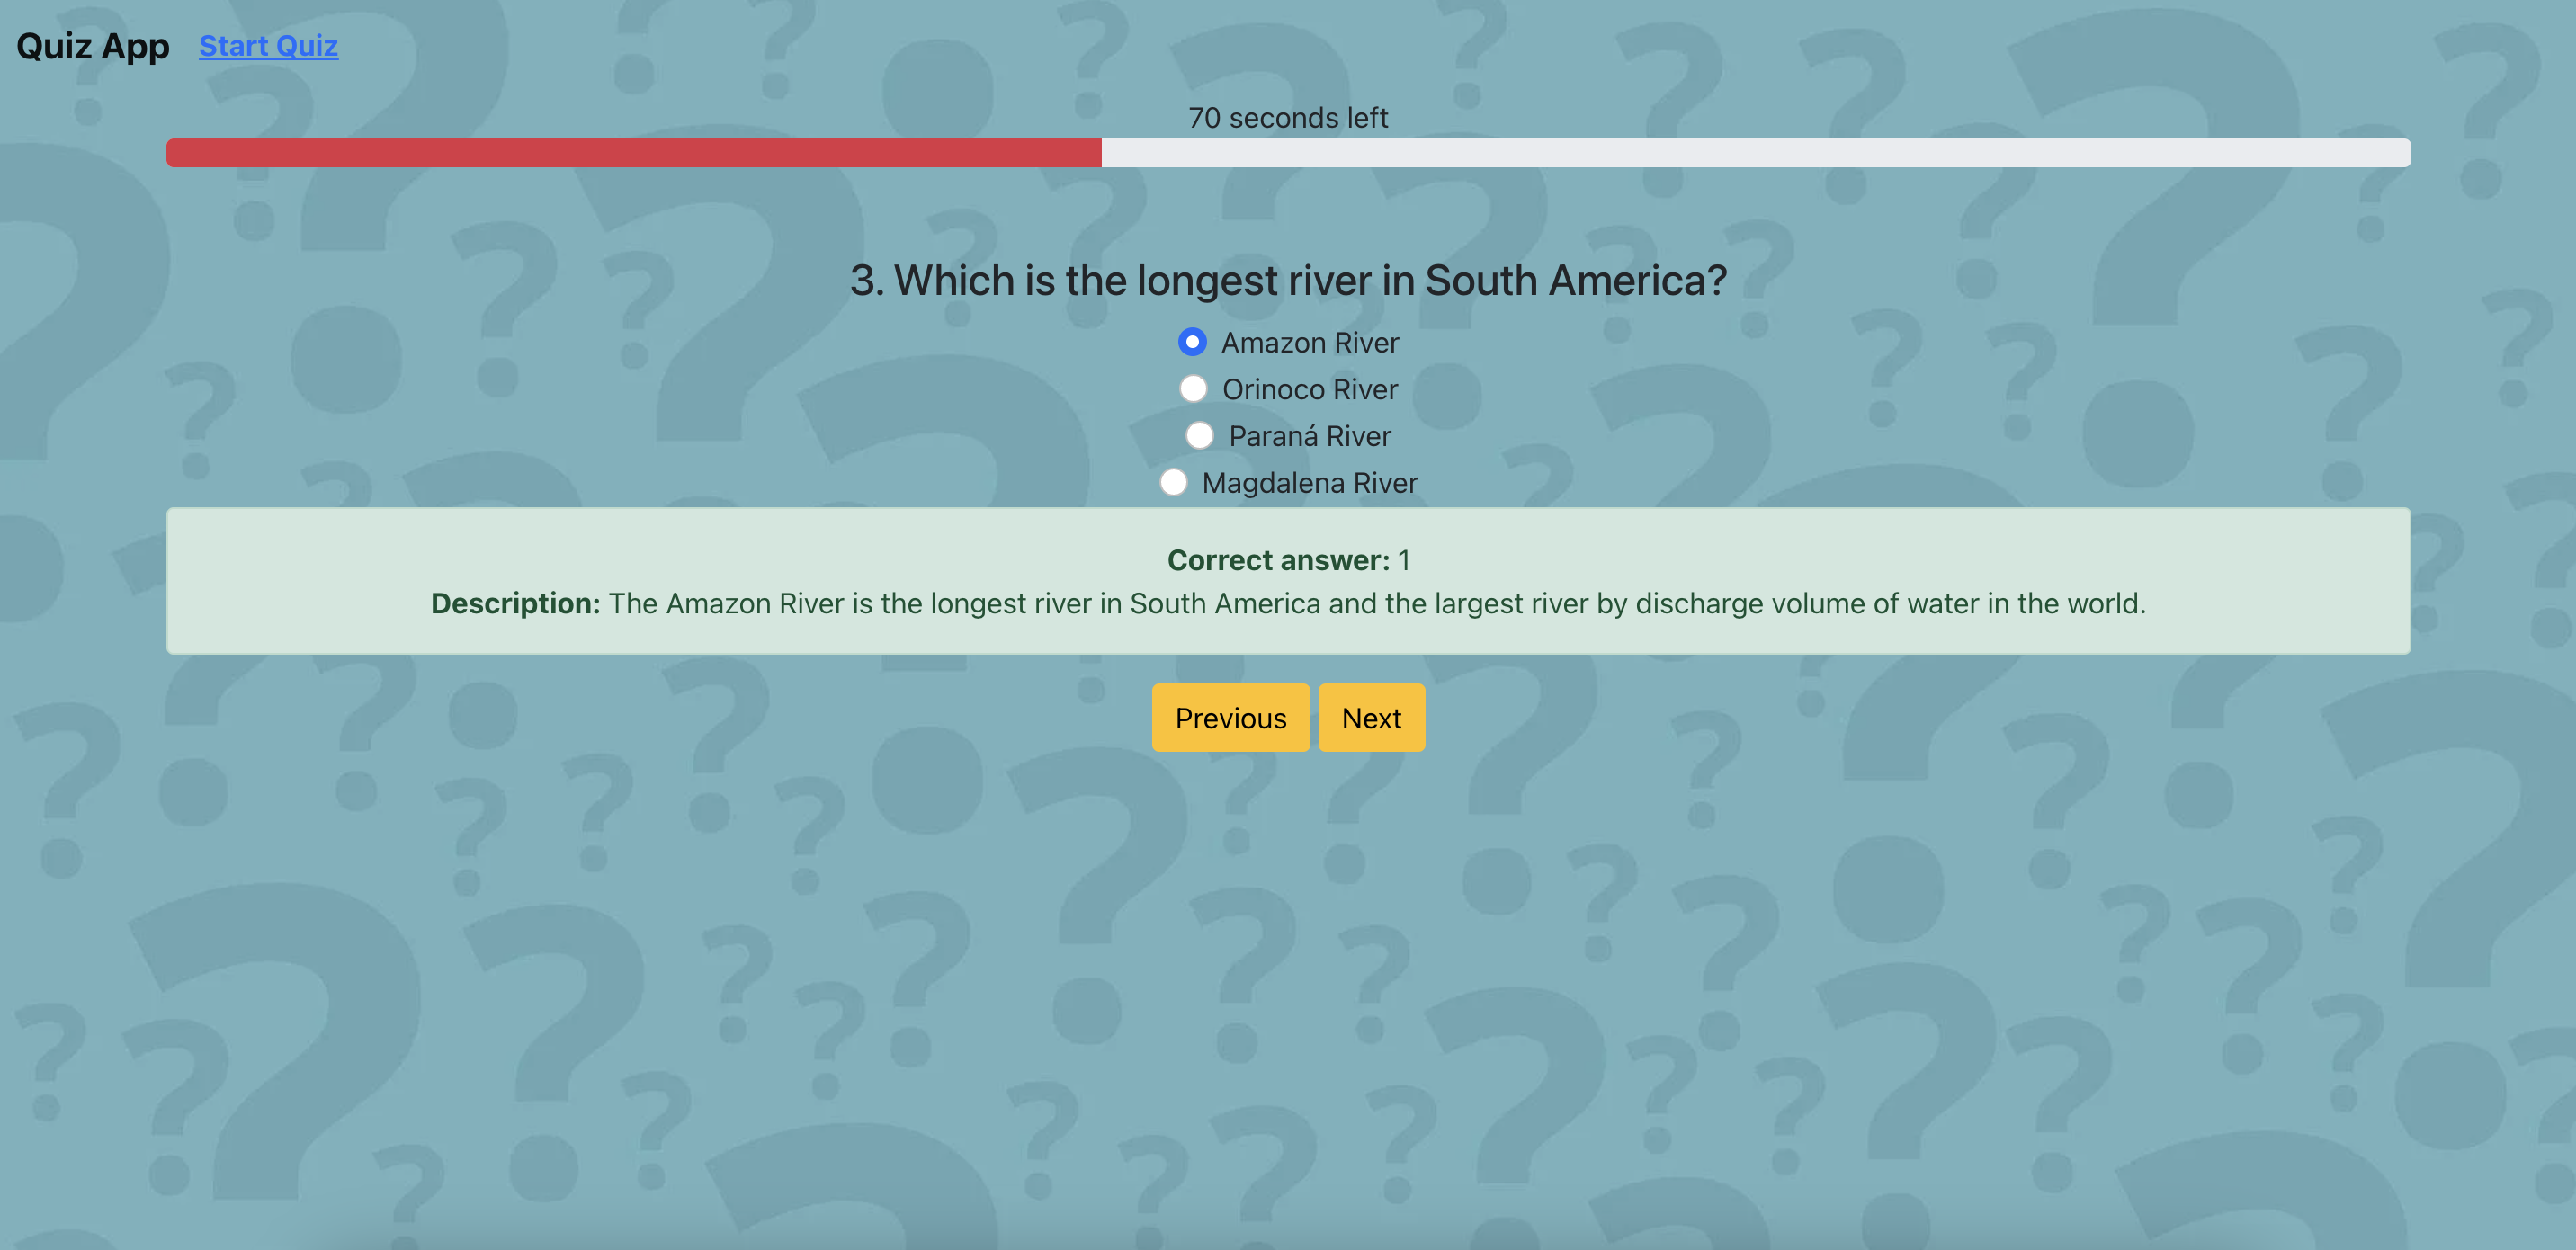 Quiz App Start Quiz
70 seconds left
3. Which is the longest river in South America?
Amazon River
Orinoco River
Paraná River
Magdalena River
Correct answer: 1
Description: The Amazon River is the longest river in South America and the largest river by discharge volume of water in the world.
Previous Next